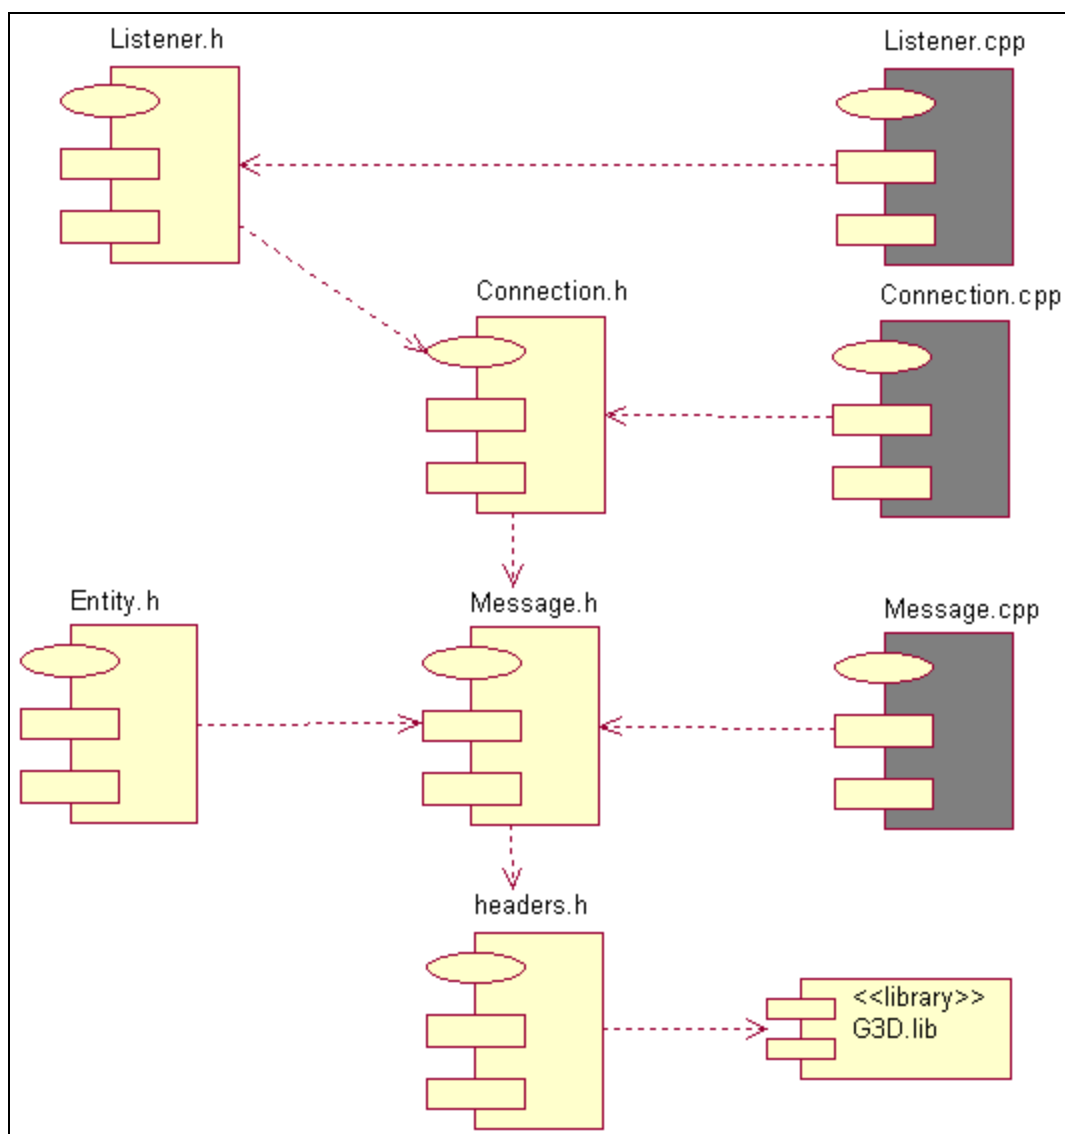 Listener.h
Listener.cpp
Connection.h
Connection.cpp
Entity.h
Message.h
Message.cpp
headers.h
<<library>>
G3D.lib